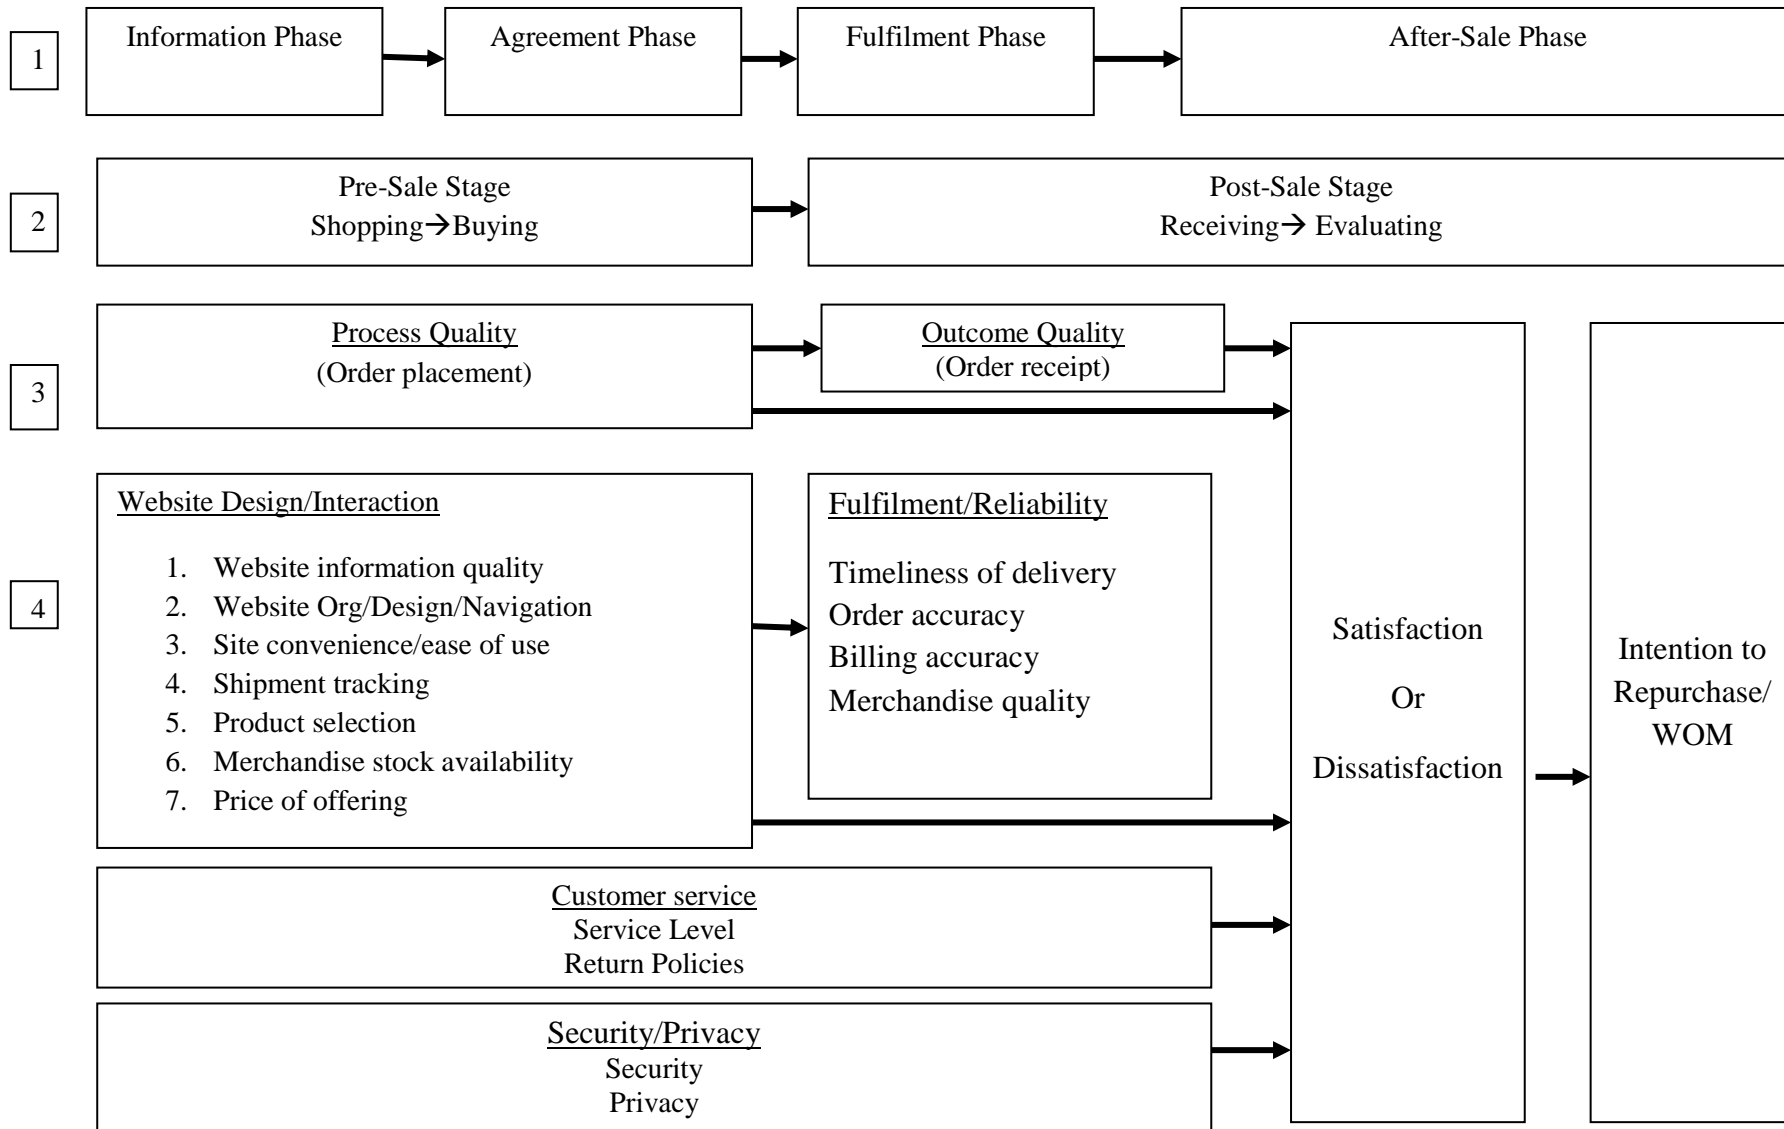 1
Information Phase
Agreement Phase
Fulfilment Phase
After-Sale Phase
2
Pre-Sale Stage
Shopping→Buying
Post-Sale Stage
Receiving→ Evaluating
3
Process Quality
(Order placement)
Outcome Quality
(Order receipt)
4
Website Design/Interaction
1. Website information quality
2. Website Org/Design/Navigation
3. Site convenience/ease of use
4. Shipment tracking
5. Product selection
6. Merchandise stock availability
7. Price of offering
Fulfilment/Reliability
Timeliness of delivery
Order accuracy
Billing accuracy
Merchandise quality
Satisfaction
Or
Dissatisfaction
Intention to
Repurchase/
WOM
Customer service
Service Level
Return Policies
Security/Privacy
Security
Privacy